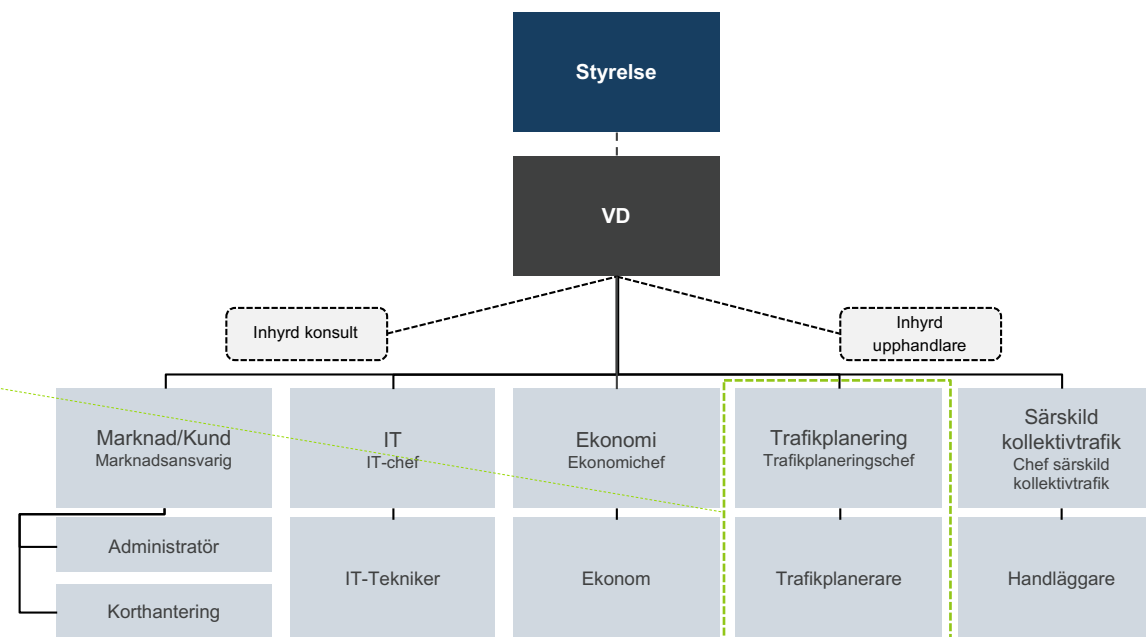 Styrelse
VD
Inhyrd konsult
Inhyrd
upphandlare
Marknad/Kund
Marknadsansvarig
IT
IT-chef
Ekonomi
Ekonomichef
Trafikplanering
Trafikplaneringschef
Särskild
kollektivtrafik
Chef särskild
kollektivtrafik
Administratör
Korthantering
IT-Tekniker
Ekonom
Trafikplanerare
Handläggare